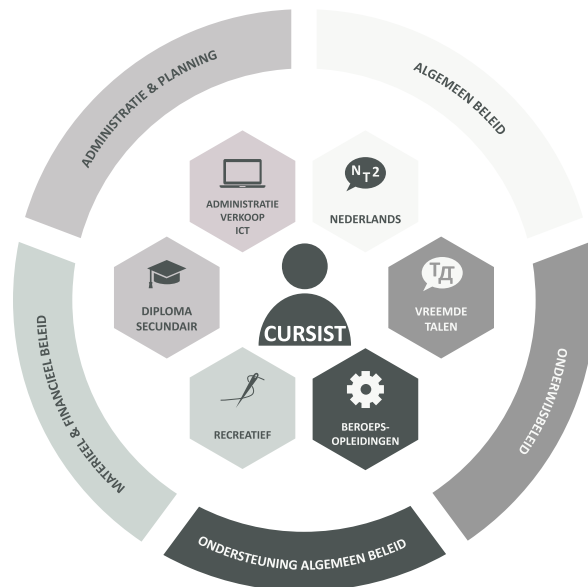 ADMINISTRATIE & PLANNING
ALGEMEEN BELEID
ADMINISTRATIE
VERKOOP
ICT
NT2
NEDERLANDS
DIPLOMA
SECUNDAIR
CURSIST
ТД
VREEMDE
TALEN
RECREATIEF
BEROEPS-
OPLEIDINGEN
MATERIEEL & FINANCIEEL BELEID
ONDERWIJSBELEID
ONDERSTEUNING ALGEMEEN BELEID